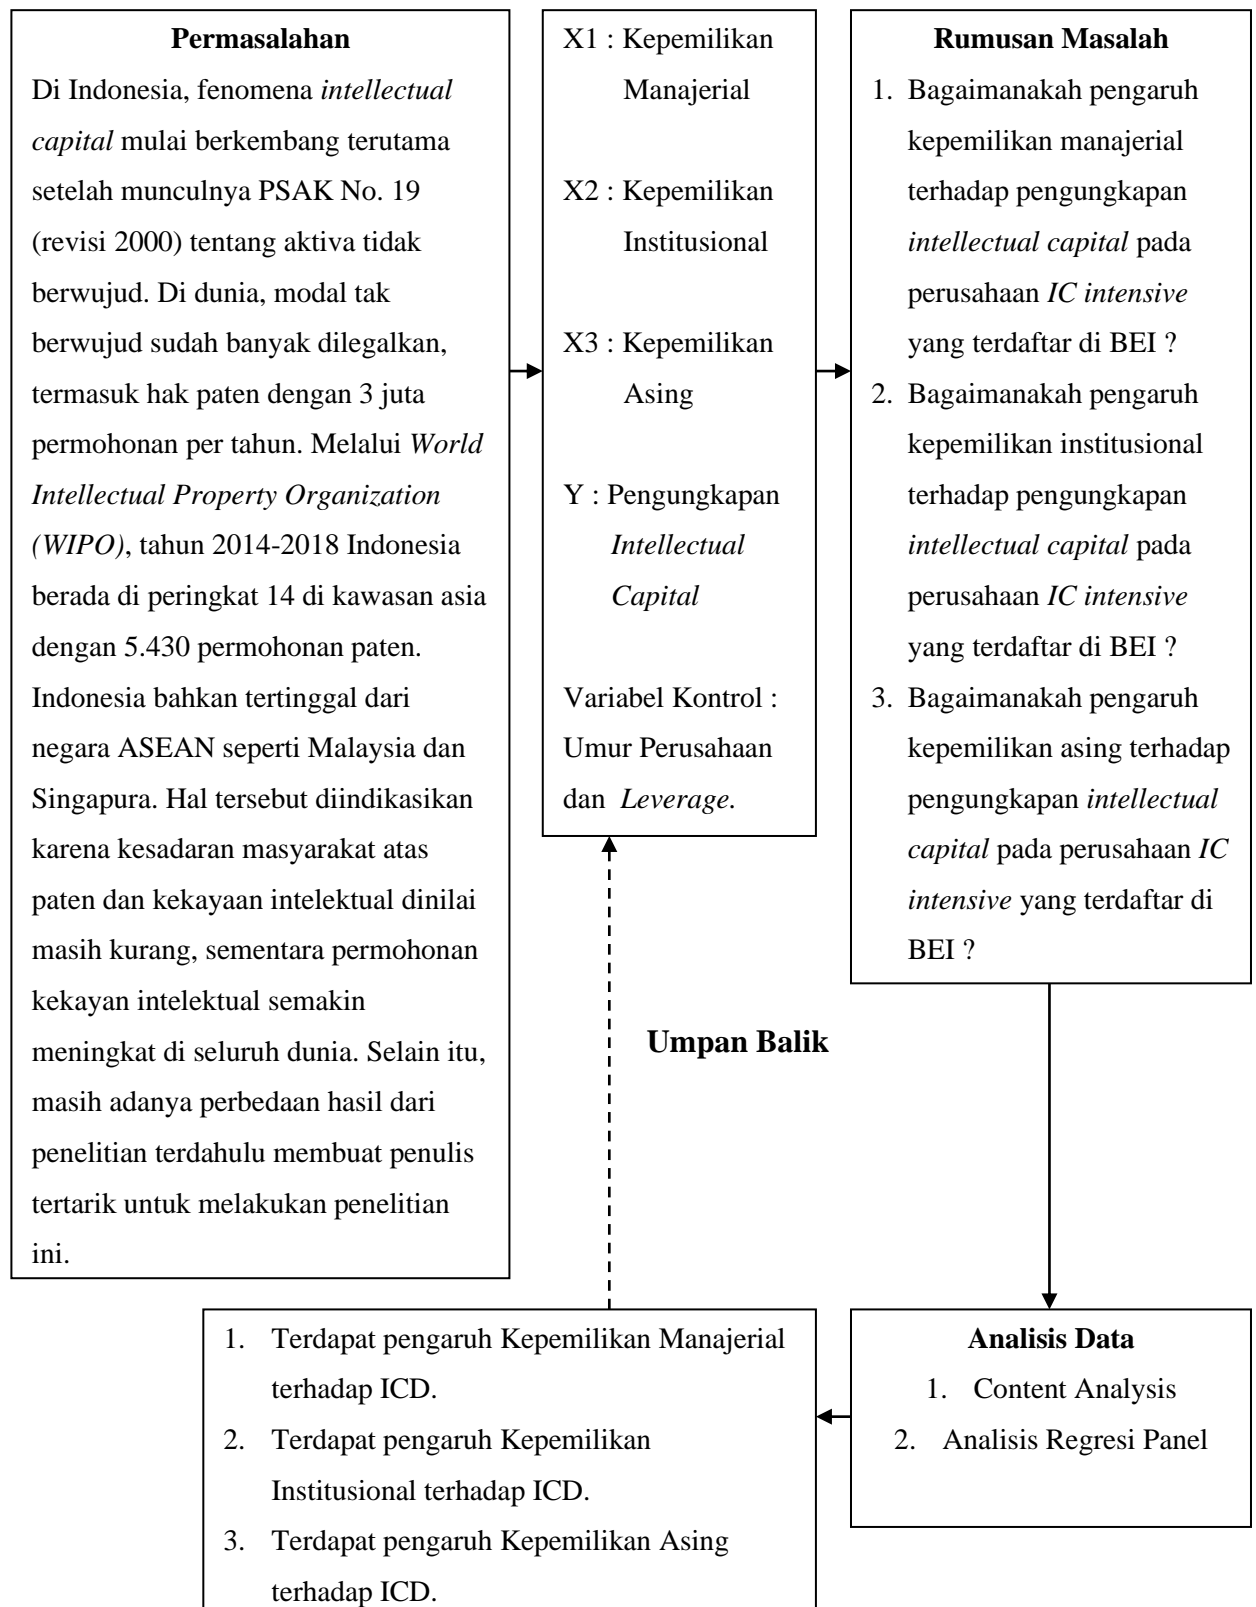 Permasalahan
Di Indonesia, fenomena intellectual
capital mulai berkembang terutama
setelah munculnya PSAK No. 19
(revisi 2000) tentang aktiva tidak
berwujud. Di dunia, modal tak
berwujud sudah banyak dilegalkan,
termasuk hak paten dengan 3 juta
permohonan per tahun. Melalui World
Intellectual Property Organization
(WIPO), tahun 2014-2018 Indonesia
berada di peringkat 14 di kawasan asia
dengan 5.430 permohonan paten.
Indonesia bahkan tertinggal dari
negara ASEAN seperti Malaysia dan
Singapura. Hal tersebut diindikasikan
karena kesadaran masyarakat atas
paten dan kekayaan intelektual dinilai
masih kurang, sementara permohonan
kekayan intelektual semakin
meningkat di seluruh dunia. Selain itu,
masih adanya perbedaan hasil dari
penelitian terdahulu membuat penulis
tertarik untuk melakukan penelitian
ini.
X1 : Kepemilikan
Manajerial
X2 : Kepemilikan
Institusional
X3 : Kepemilikan
Asing
Y : Pengungkapan
Intellectual
Capital
Variabel Kontrol :
Umur Perusahaan
dan Leverage.
Rumusan Masalah
1. Bagaimanakah pengaruh
kepemilikan manajerial
terhadap pengungkapan
intellectual capital pada
perusahaan IC intensive
yang terdaftar di BEI ?
2. Bagaimanakah pengaruh
kepemilikan institusional
terhadap pengungkapan
intellectual capital pada
perusahaan IC intensive
yang terdaftar di BEI ?
3. Bagaimanakah pengaruh
kepemilikan asing terhadap
pengungkapan intellectual
capital pada perusahaan IC
intensive yang terdaftar di
BEI ?
Umpan Balik
Analisis Data
1. Content Analysis
2. Analisis Regresi Panel
1. Terdapat pengaruh Kepemilikan Manajerial
terhadap ICD.
2. Terdapat pengaruh Kepemilikan
Institusional terhadap ICD.
3. Terdapat pengaruh Kepemilikan Asing
terhadap ICD.